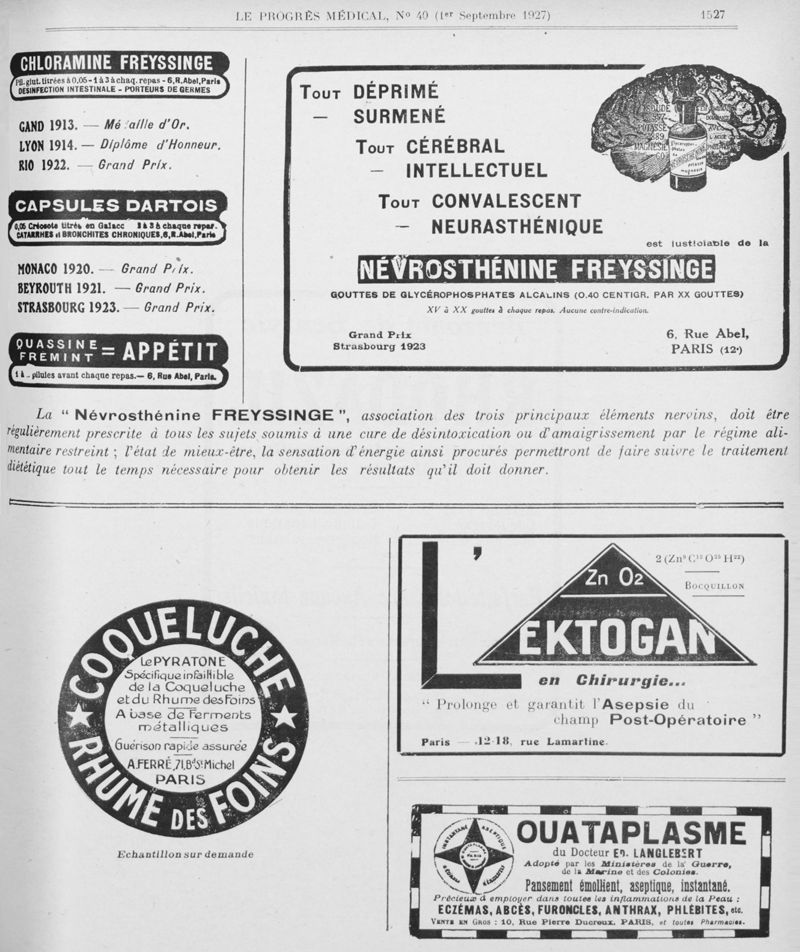 LE PROGRÈS MÉDICAL, Nº 40 (1er Septembre 1927) 1527
CHLORAMINE FREYSSINGE
Pil. glut. titrées à 0,05 - 1 à 3 à chaq. repas - 6, R. Abel, Paris
DÉSINFECTION INTESTINALE - PORTEURS DE GERMES
GAND 1913. — Médaille d'Or.
LYON 1914. — Diplôme d'Honneur.
RIO 1922. — Grand Prix.
CAPSULES DARTOIS
0,05 Créosote titrée en Gaïacc 2 à 3 à chaque repas.
CATARRHES et BRONCHITES CHRONIQUES, 6, R. Abel, Paris
MONACO 1920. — Grand Prix.
BEYROUTH 1921. — Grand Prix.
STRASBOURG 1923. — Grand Prix.
QUASSINE
FREMINT = APPÉTIT
1 à pilules avant chaque repas. — 6, Rue Abel, Paris.
TOUT DÉPRIMÉ
— SURMENÉ
TOUT CÉRÉBRAL
— INTELLECTUEL
TOUT CONVALESCENT
— NEURASTHÉNIQUE
est justiciable de la
NÉVROSTHÉNINE FREYSSINGE
GOUTTES DE GLYCÉROPHOSPHATES ALCALINS (0.40 CENTIGR. PAR XX GOUTTES)
XV à XX gouttes à chaque repas. Aucune contre-indication.
Grand Prix
Strasbourg 1923
6, Rue Abel,
PARIS (12e)
SOUDE
POTASSE
MAGNÉSIE
La " Névrosthénine FREYSSINGE ", association des trois principaux éléments nervins, doit être
régulièrement prescrite à tous les sujets soumis à une cure de désintoxication ou d'amaigrissement par le régime ali-
mentaire restreint ; l'état de mieux-être, la sensation d'énergie ainsi procurés permettront de faire suivre le traitement
diététique tout le temps nécessaire pour obtenir les résultats qu'il doit donner.
COQUELUCHE
Le PYRATONE
Spécifique infaillible
de la Coqueluche
et du Rhume des Foins
A base de Ferments
métalliques
Guérison rapide assurée
A. FERRÉ, 71, Bd St Michel
PARIS
RHUME DES FOINS
Echantillon sur demande
L'EKTOGAN
Zn O2
BOCQUILLON
en Chirurgie...
" Prolonge et garantit l'Asepsie du
champ Post-Opératoire "
Paris — 12-18, rue Lamartine.
INSTANTANÉ ASEPTIQUE
OUATAPLASME
du Docteur Ed. LANGLEBERT
Adopté par les Ministères de la Guerre,
de la Marine et des Colonies.
Pansement émollient, aseptique, instantané.
Précieux à employer dans toutes les inflammations de la Peau :
ECZÉMAS, ABCÈS, FURONCLES, ANTHRAX, PHLÉBITES, etc.
VENTE EN GROS : 10, Rue Pierre Ducreux, PARIS, et toutes Pharmacies.